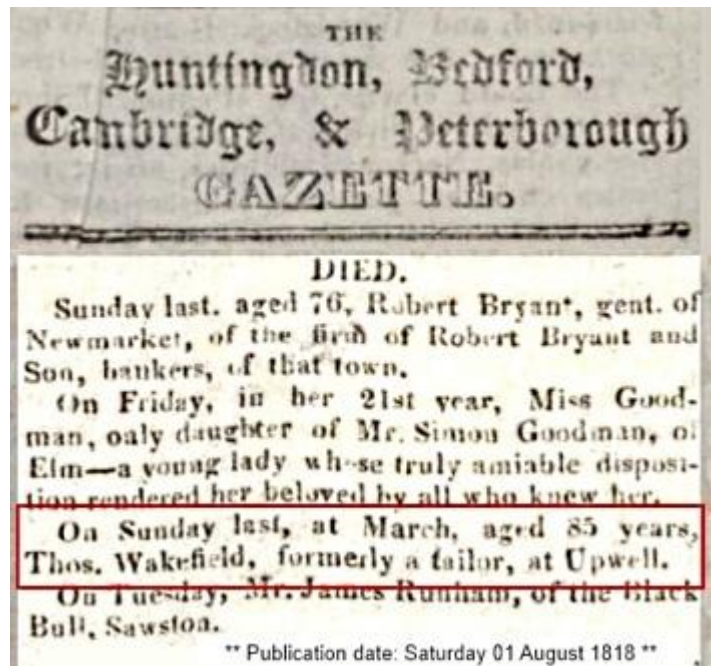 THE
Huntingdon, Bedford,
Cambridge, & Peterborough
GAZETTE.
DIED.
Sunday last. aged 76, Robert Bryant, gent. of
Newmarket, of the firm of Robert Bryant and
Son, bankers, of that town.
On Friday, in her 21st year, Miss Good-
man, only daughter of Mr. Simon Goodman, of
Elm—a young lady whose truly amiable disposi-
tion rendered her beloved by all who knew her.
On Sunday last, at March, aged 85 years,
Thos. Wakefield, formerly a tailor, at Upwell.
On Tuesday, Mr. James Runham, of the Black
Bull, Sawston.
** Publication date: Saturday 01 August 1818 **